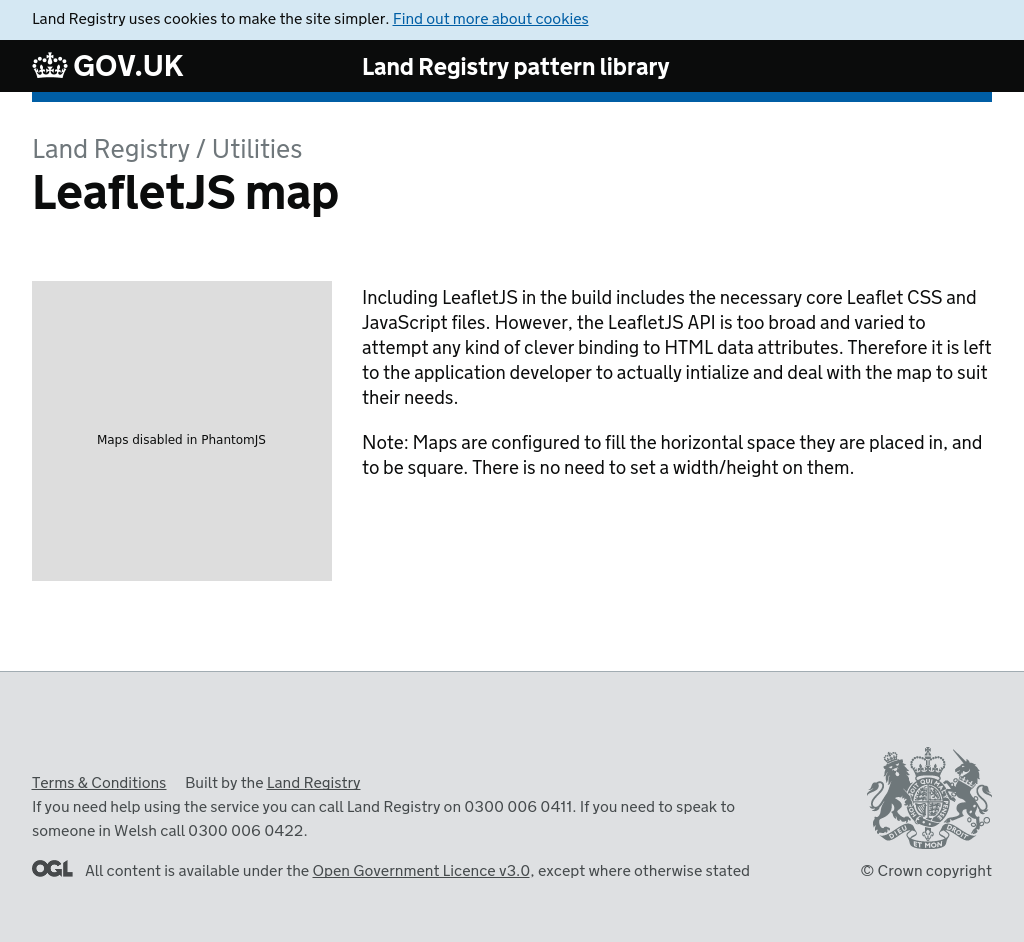 Land Registry uses cookies to make the site simpler. Find out more about cookies
GOV.UK
Land Registry pattern library
Land Registry / Utilities
LeafletJS map
Maps disabled in PhantomJS
Including LeafletJS in the build includes the necessary core Leaflet CSS and
JavaScript files. However, the LeafletJS API is too broad and varied to
attempt any kind of clever binding to HTML data attributes. Therefore it is left
to the application developer to actually intialize and deal with the map to suit
their needs.
Note: Maps are configured to fill the horizontal space they are placed in, and
to be square. There is no need to set a width/height on them.
Terms & Conditions Built by the Land Registry
If you need help using the service you can call Land Registry on 0300 006 0411. If you need to speak to
someone in Welsh call 0300 006 0422.
OGL All content is available under the Open Government Licence v3.0, except where otherwise stated
DIEU ET MON DROIT
© Crown copyright